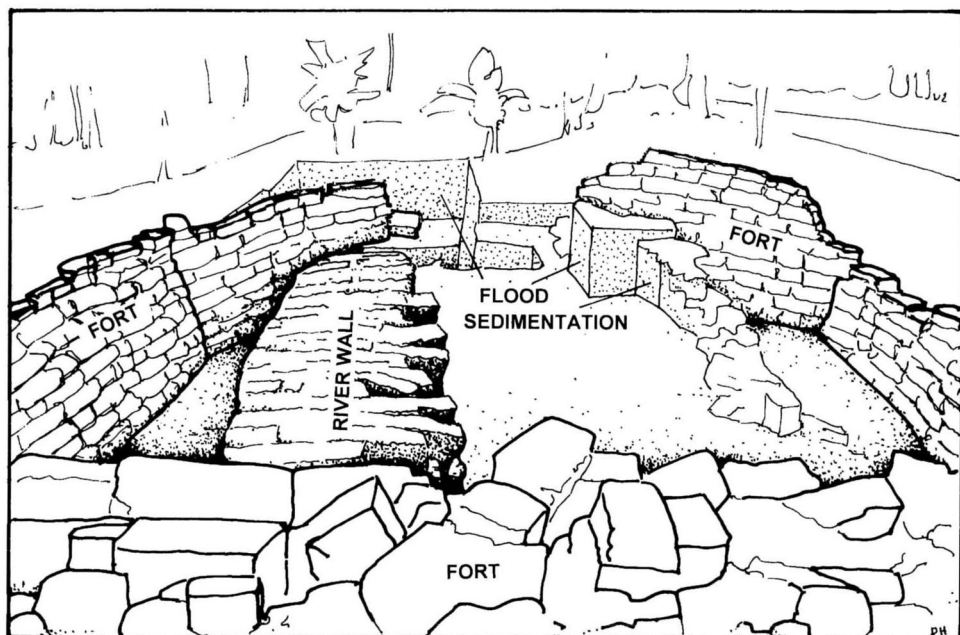 FORT
FORT
FLOOD
SEDIMENTATION
RIVER WALL
FORT
PH